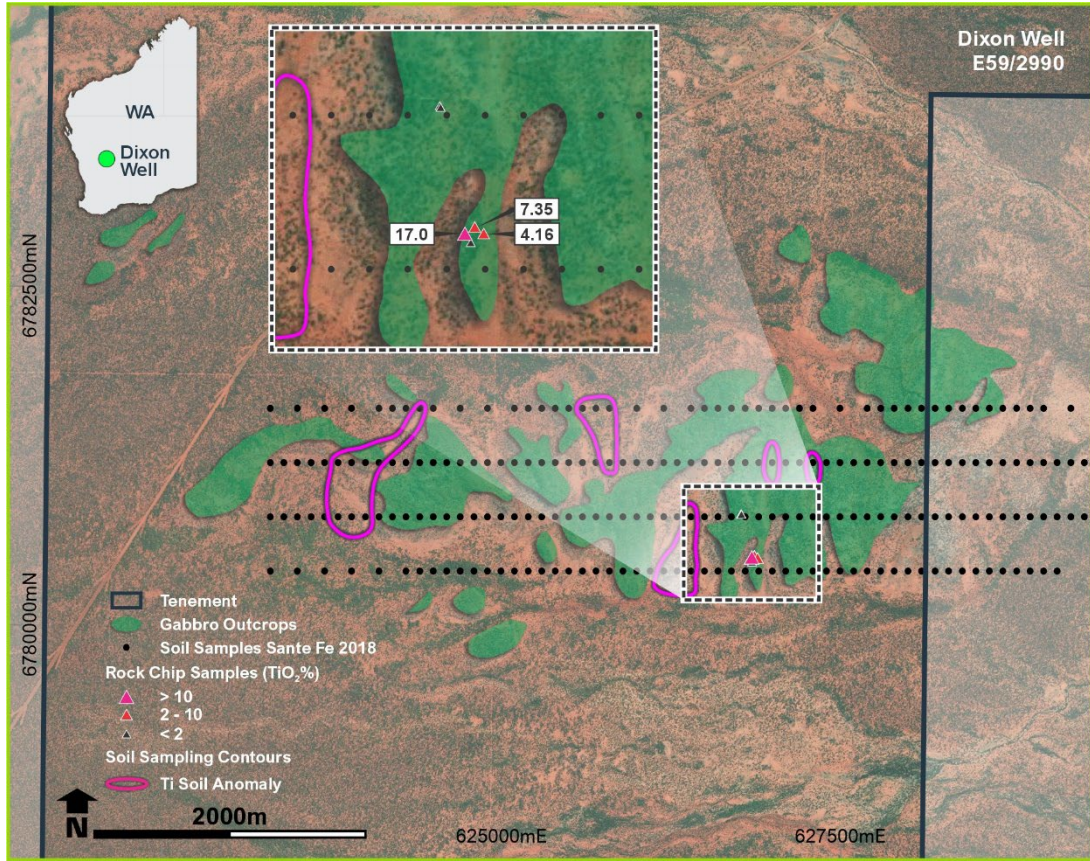 Dixon Well
E59/2990
WA
Dixon
Well
7.35
17.0
4.16
6782500mN
6780000mN
Tenement
Gabbro Outcrops
Soil Samples Sante Fe 2018
Rock Chip Samples (TiO₂%)
> 10
2 - 10
< 2
Soil Sampling Contours
Ti Soil Anomaly
N
2000m
625000mE
627500mE